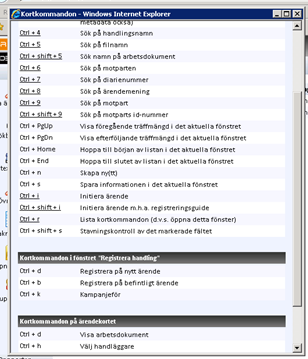 Kortkommandon - Windows Internet Explorer
metadata också)
Ctrl + 4 Sök på handlingsnamn
Ctrl + 5 Sök på filnamn
Ctrl + shift + 5 Sök namn på arbetsdokument
Ctrl + 6 Sök på motparten
Ctrl + 7 Sök på diarienummer
Ctrl + 8 Sök på ärendemening
Ctrl + 9 Sök på motpart
Ctrl + shift + 9 Sök på motparts id-nummer
Ctrl + PgUp Visa föregående träffmängd i det aktuella fönstret
Ctrl + PgDn Visa efterföljande träffmängd i det aktuella fönstret
Ctrl + Home Hoppa till början av listan i det aktuella fönstret
Ctrl + End Hoppa till slutet av listan i det aktuella fönstret
Ctrl + n Skapa ny(tt)
Ctrl + s Spara informationen i det aktuella fönstret
Ctrl + i Initiera ärende
Ctrl + shift + i Initiera ärende m.h.a. registreringsguide
Ctrl + r Lista kortkommandon (d.v.s. öppna detta fönster)
Ctrl + shift + s Stavningskontroll av det markerade fältet
Kortkommandon i fönstret "Registrera handling"
Ctrl + d Registrera på nytt ärende
Ctrl + b Registrera på befintligt ärende
Ctrl + k Kampanjeför
Kortkommandon på ärendekortet
Ctrl + d Visa arbetsdokument
Ctrl + h Välj handläggare